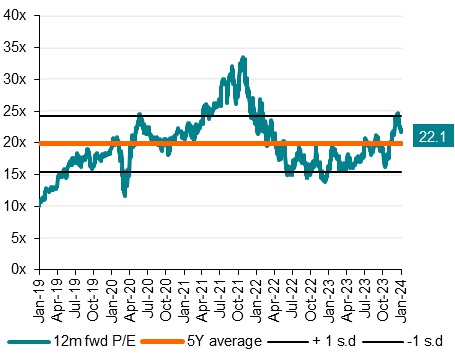 40x
35x
30x
25x
20x
15x
10x
5x
0x
22.1
Jan-19
Apr-19
Jul-19
Oct-19
Jan-20
Apr-20
Jul-20
Oct-20
Jan-21
Apr-21
Jul-21
Oct-21
Jan-22
Apr-22
Jul-22
Oct-22
Jan-23
Apr-23
Jul-23
Oct-23
Jan-24
12m fwd P/E 5Y average + 1 s.d -1 s.d